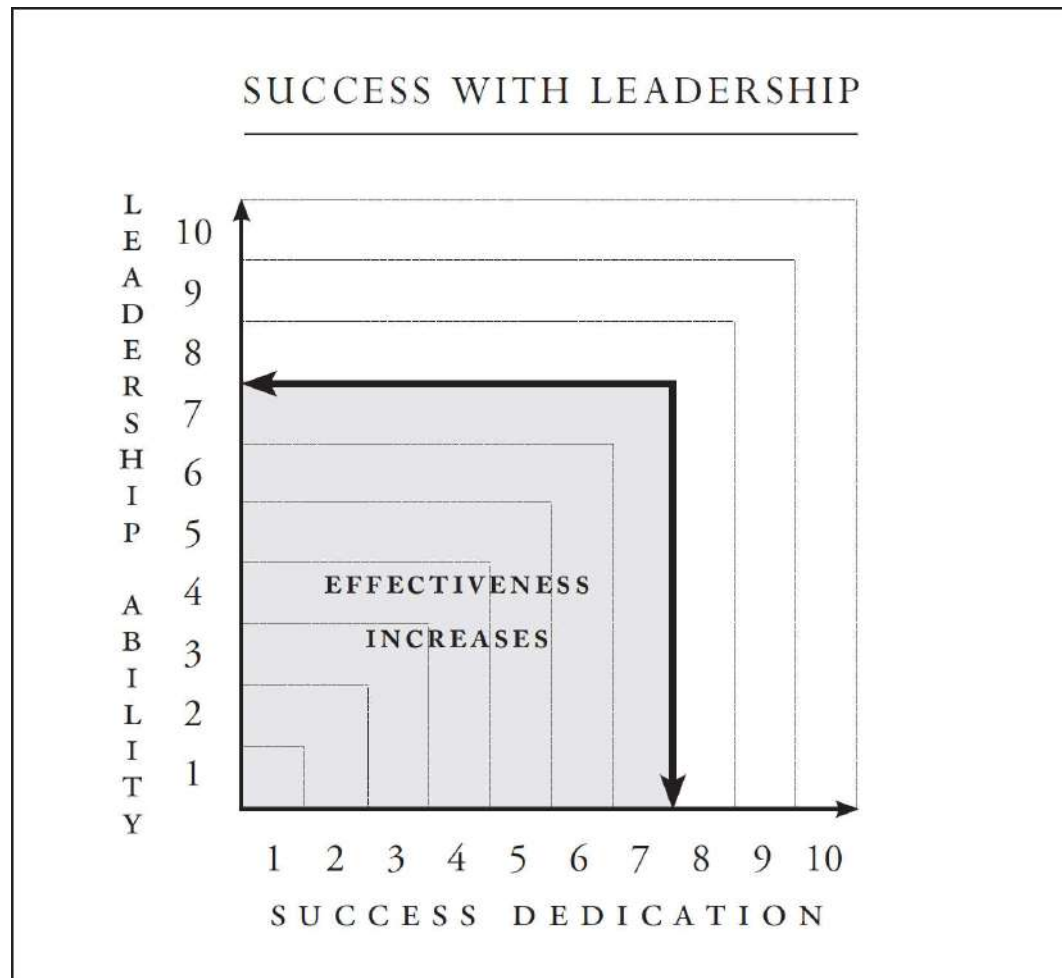 SUCCESS WITH LEADERSHIP
LEADERSHIP ABILITY
10
9
8
7
6
5
4
3
2
1
EFFECTIVENESS
INCREASES
1 2 3 4 5 6 7 8 9 10
SUCCESS DEDICATION